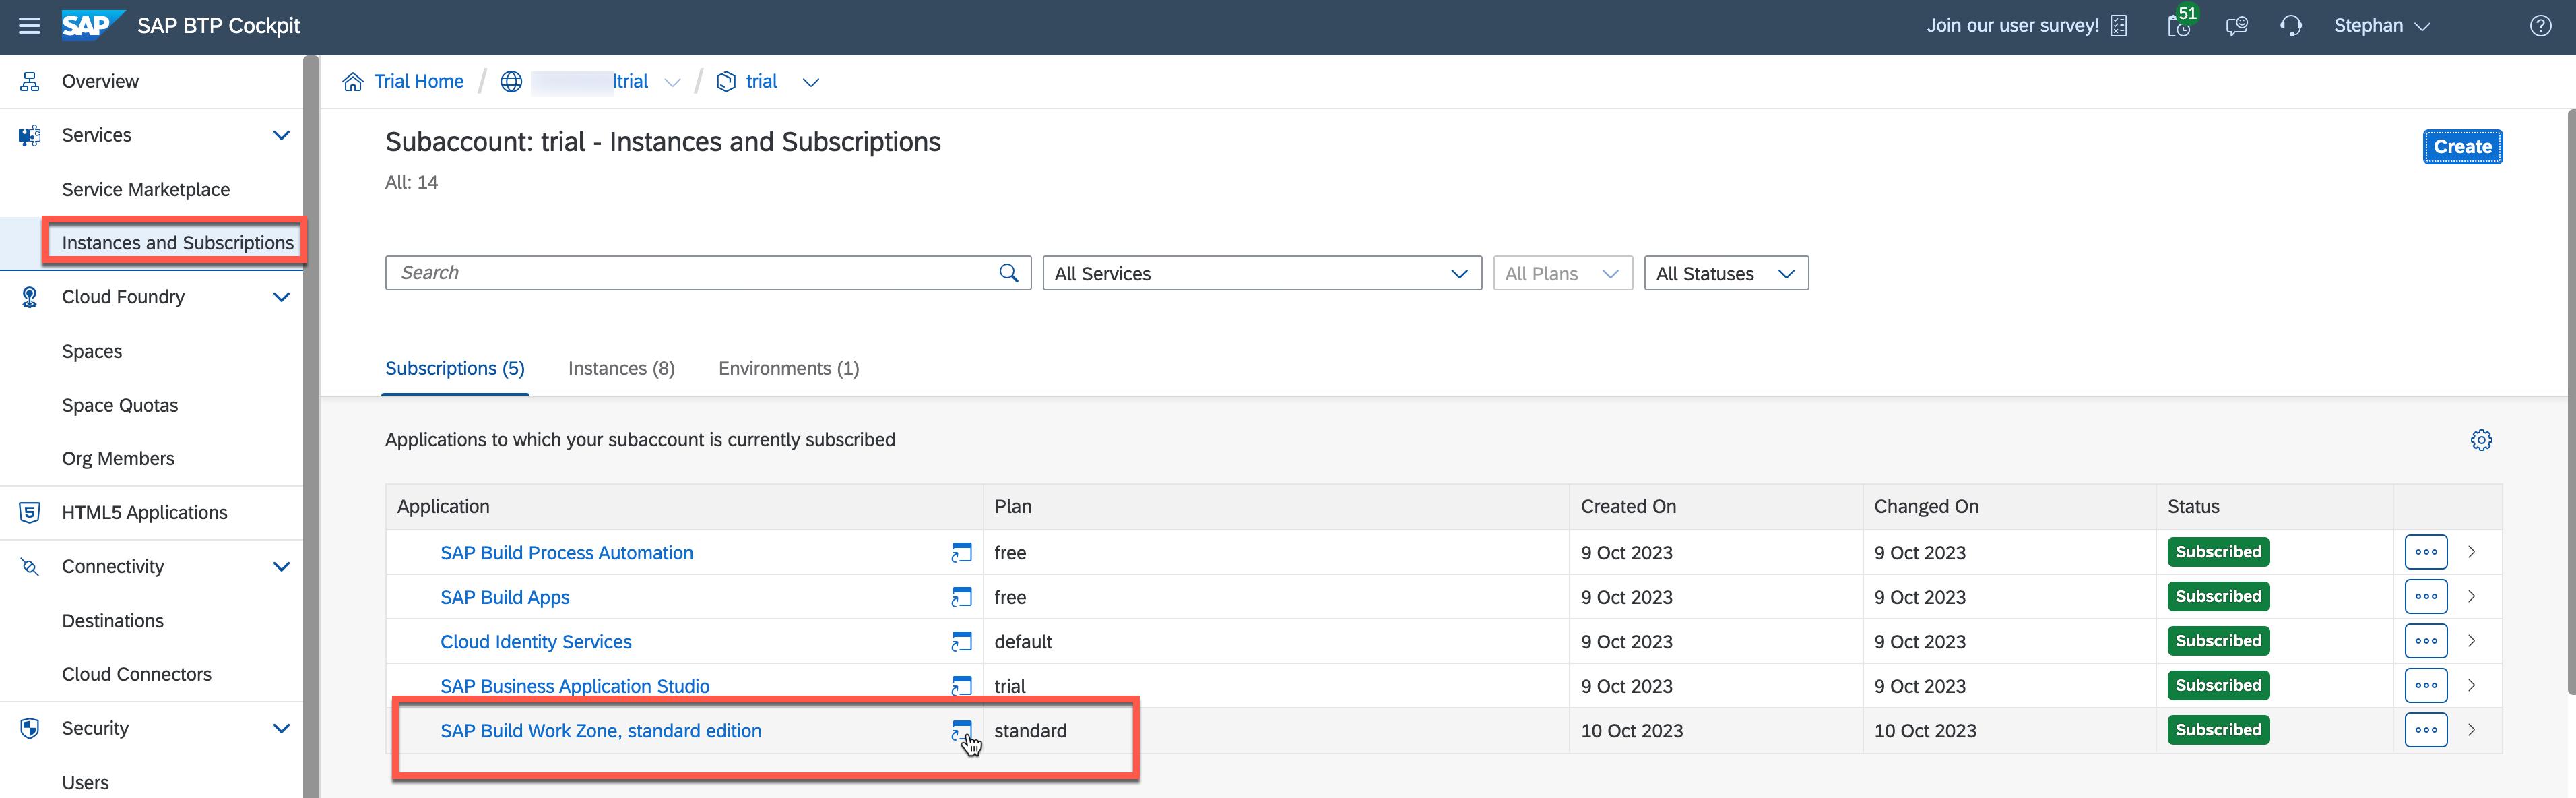 SAP SAP BTP Cockpit
Join our user survey! 51 Stephan
Overview
Services
Service Marketplace
Instances and Subscriptions
Cloud Foundry
Spaces
Space Quotas
Org Members
HTML5 Applications
Connectivity
Destinations
Cloud Connectors
Security
Users
Trial Home / trial / trial
Subaccount: trial - Instances and Subscriptions
Create
All: 14
Search
All Services
All Plans
All Statuses
Subscriptions (5) Instances (8) Environments (1)
Applications to which your subaccount is currently subscribed
Application Plan Created On Changed On Status
SAP Build Process Automation free 9 Oct 2023 9 Oct 2023 Subscribed
SAP Build Apps free 9 Oct 2023 9 Oct 2023 Subscribed
Cloud Identity Services default 9 Oct 2023 9 Oct 2023 Subscribed
SAP Business Application Studio trial 9 Oct 2023 9 Oct 2023 Subscribed
SAP Build Work Zone, standard edition standard 10 Oct 2023 10 Oct 2023 Subscribed